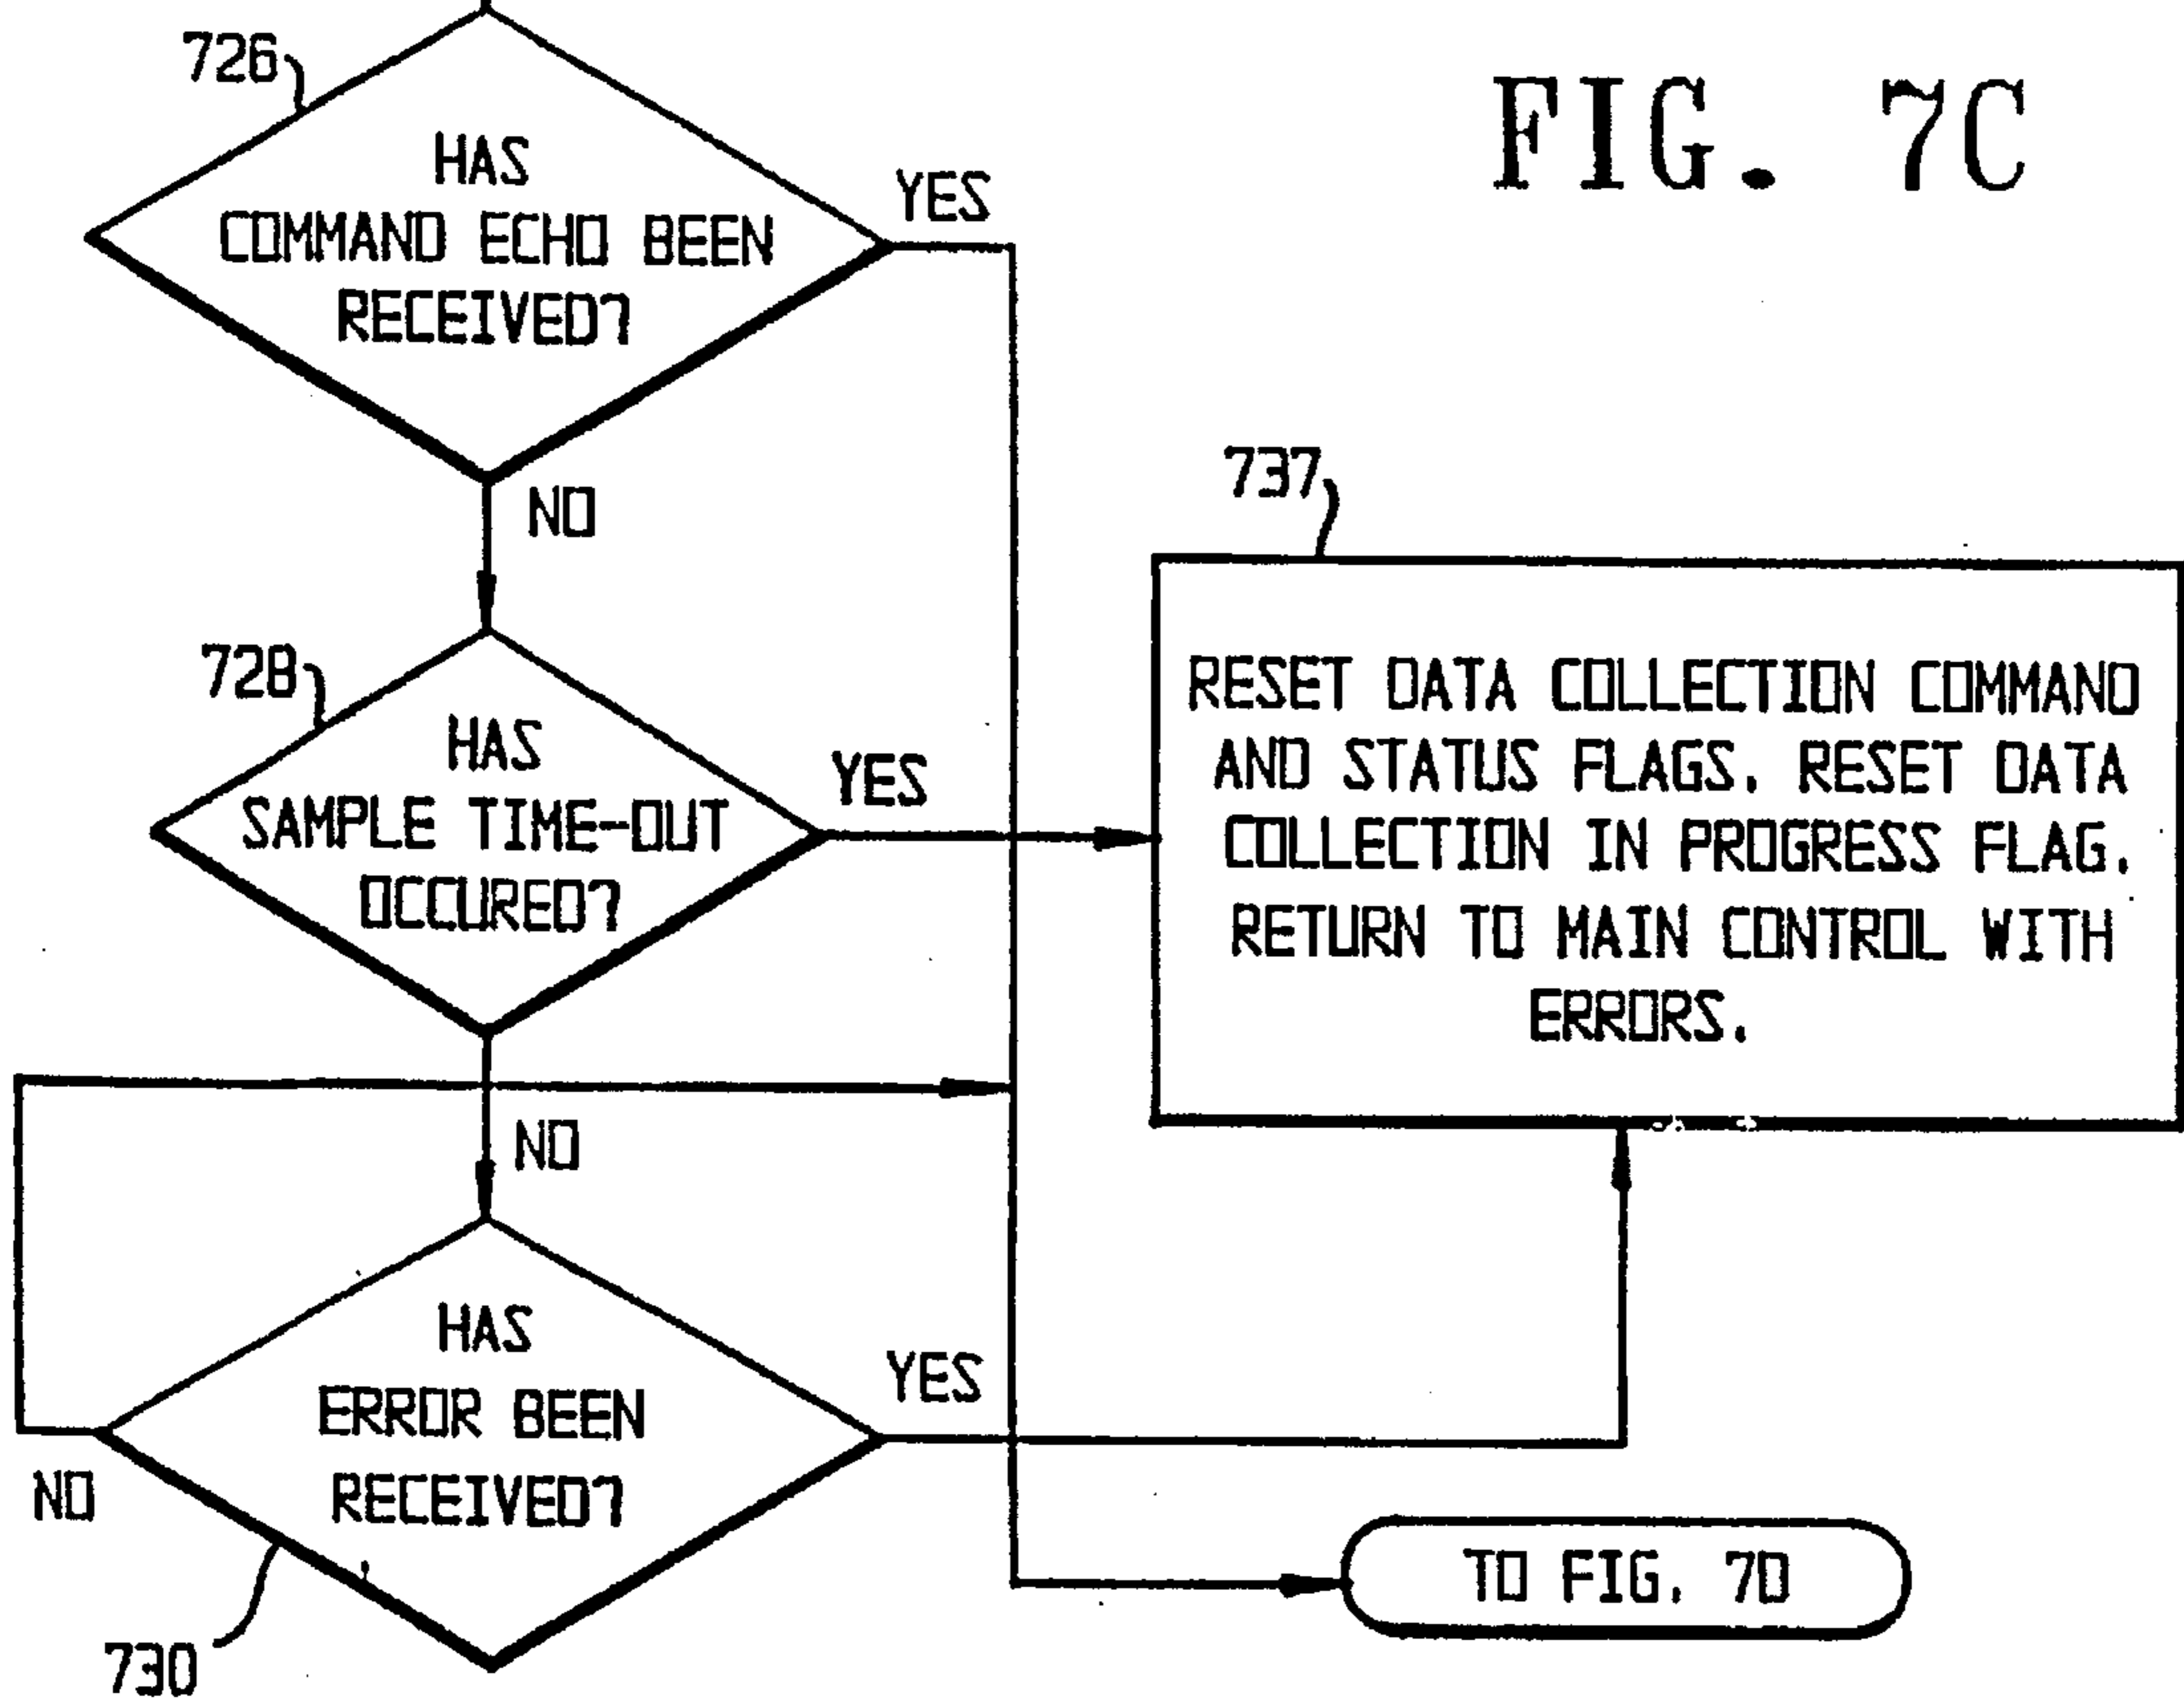 FIG. 7C
726
HAS
COMMAND ECHO BEEN
RECEIVED?
YES
NO
728
HAS
SAMPLE TIME-OUT
OCCURED?
YES
NO
737
RESET DATA COLLECTION COMMAND
AND STATUS FLAGS. RESET DATA
COLLECTION IN PROGRESS FLAG.
RETURN TO MAIN CONTROL WITH
ERRORS.
HAS
ERROR BEEN
RECEIVED?
YES
NO
730
TO FIG. 7D